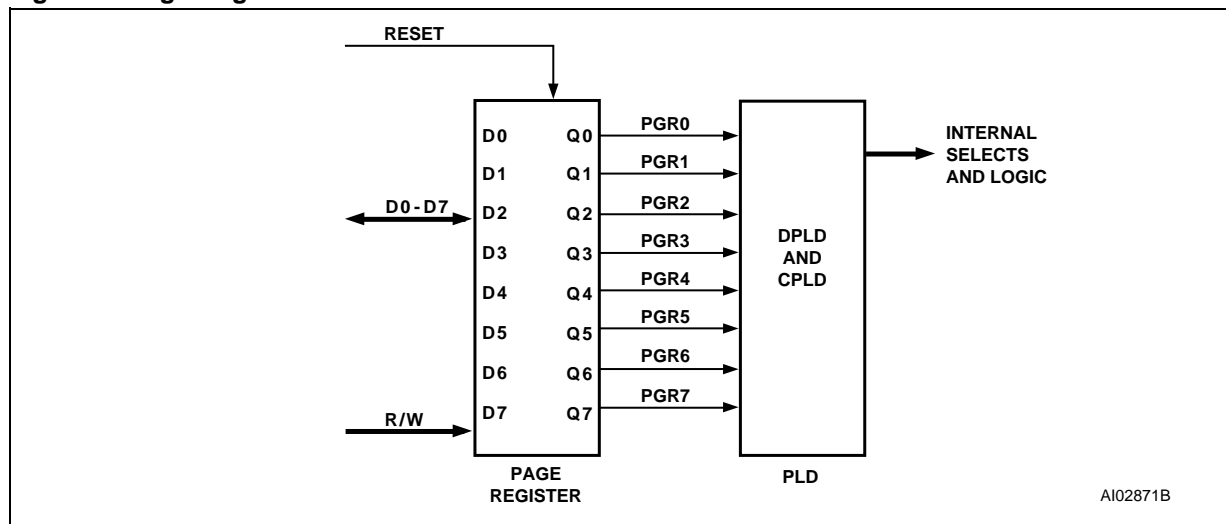 RESET
D0 Q0 PGR0
D1 Q1 PGR1
D0-D7 D2 Q2 PGR2
D3 Q3 PGR3
D4 Q4 PGR4
D5 Q5 PGR5
D6 Q6 PGR6
R/W D7 Q7 PGR7
DPLD
AND
CPLD
INTERNAL
SELECTS
AND LOGIC
PAGE
REGISTER
PLD
AI02871B